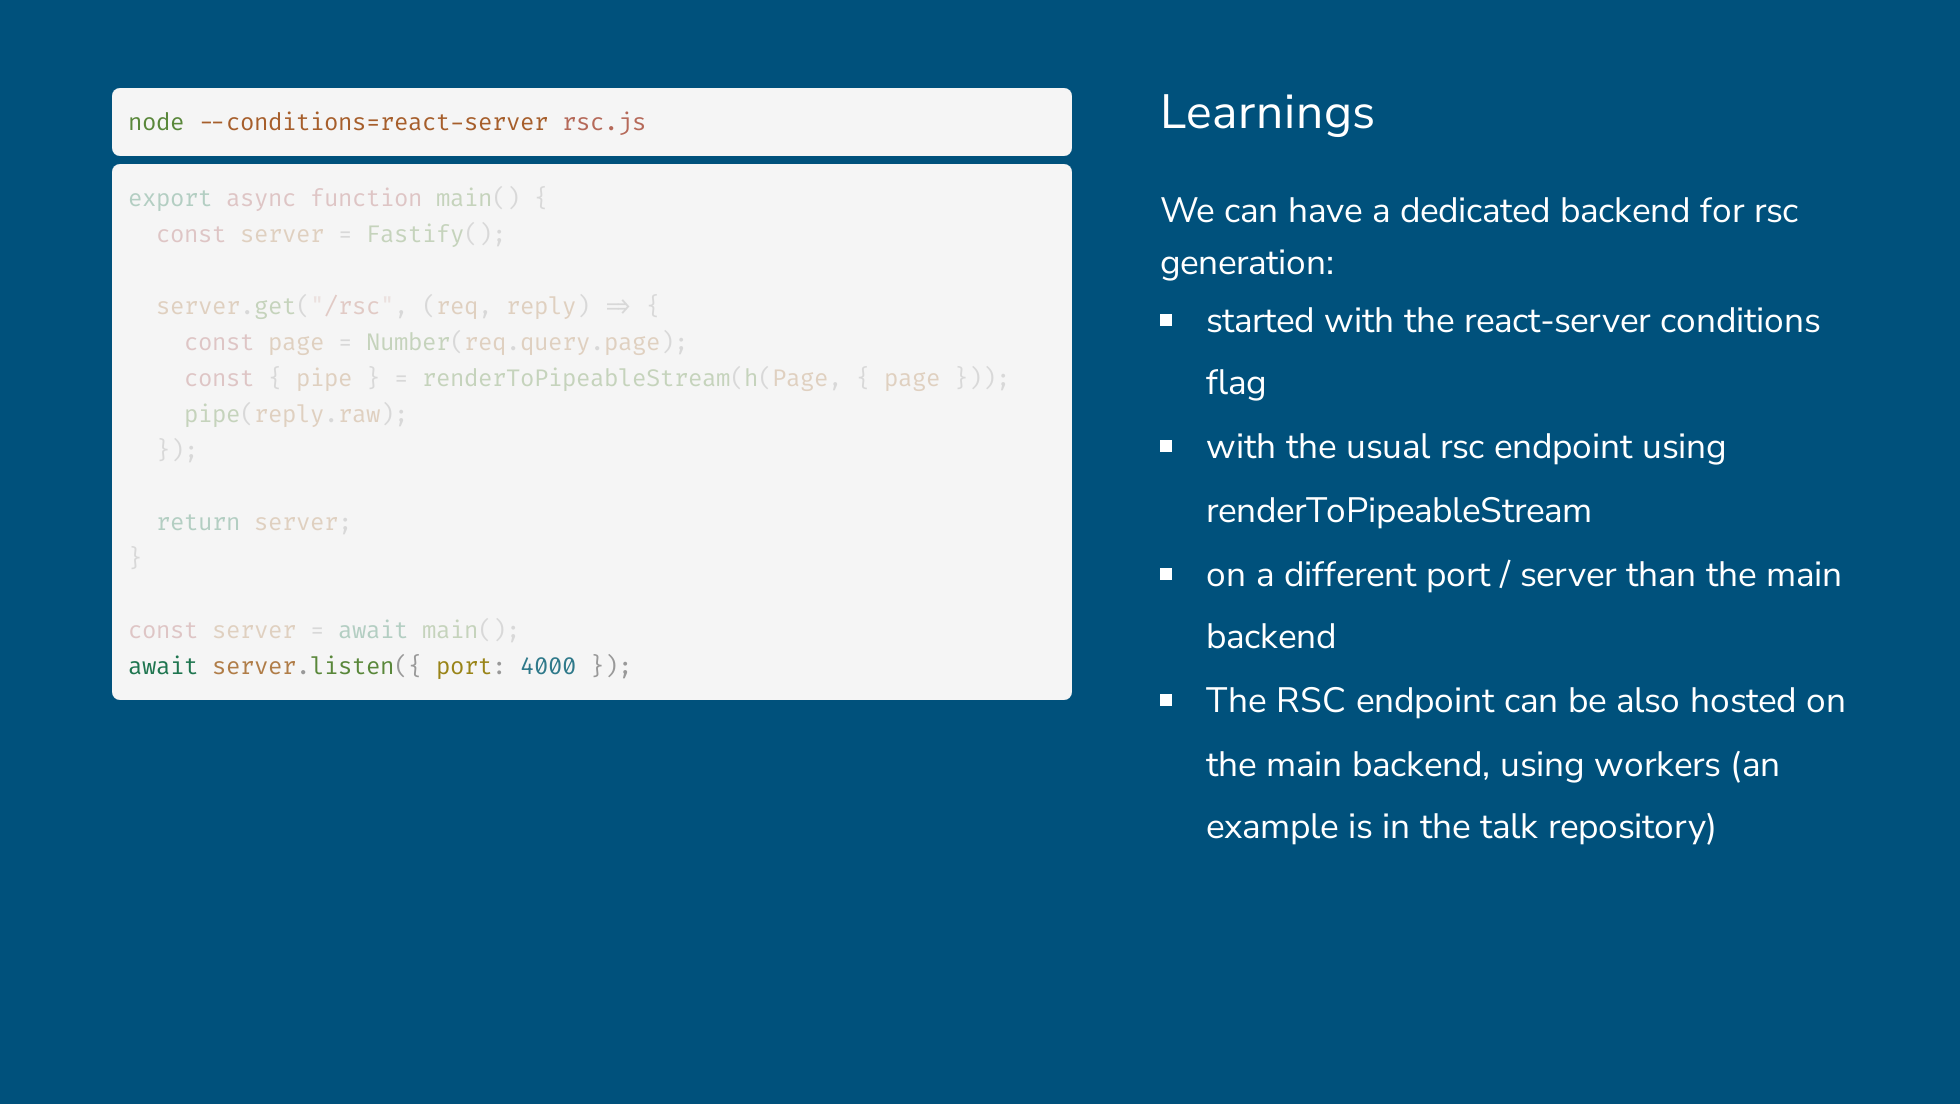 node --conditions=react-server rsc.js
export async function main() {
  const server = Fastify();

  server.get("/rsc", (req, reply) => {
    const page = Number(req.query.page);
    const { pipe } = renderToPipeableStream(h(Page, { page }));
    pipe(reply.raw);
  });

  return server;
}

const server = await main();
await server.listen({ port: 4000 });
Learnings
We can have a dedicated backend for rsc
generation:
▪ started with the react-server conditions
flag
▪ with the usual rsc endpoint using
renderToPipeableStream
▪ on a different port / server than the main
backend
▪ The RSC endpoint can be also hosted on
the main backend, using workers (an
example is in the talk repository)